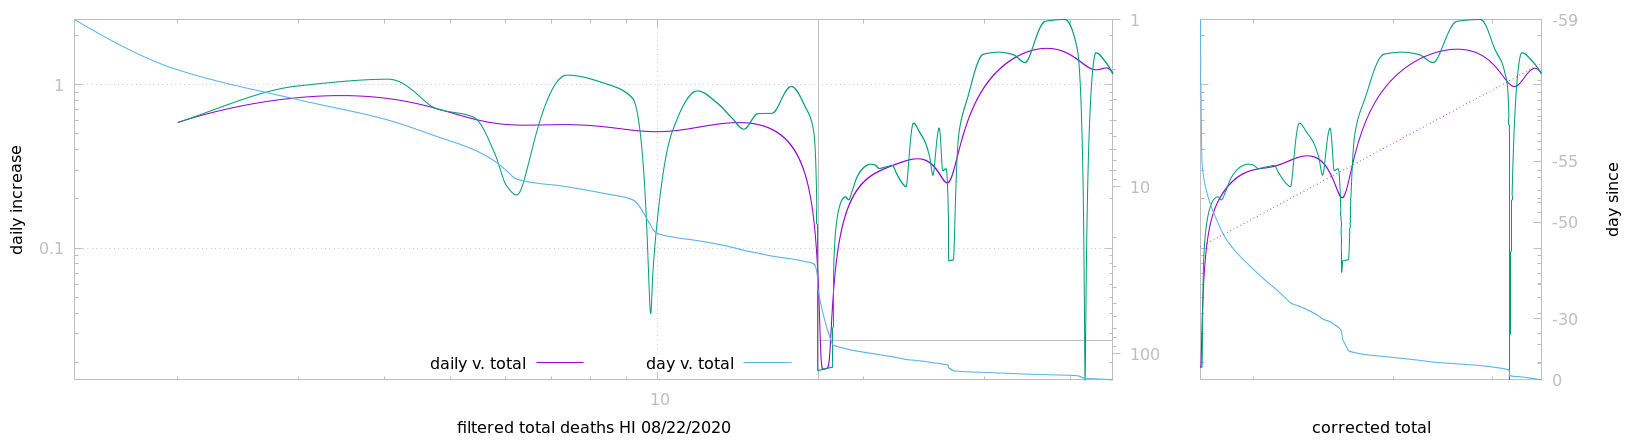 1
0.1
daily increase
daily v. total
day v. total
10
filtered total deaths HI 08/22/2020
1
10
100
-59
-55
-50
-30
0
day since
corrected total